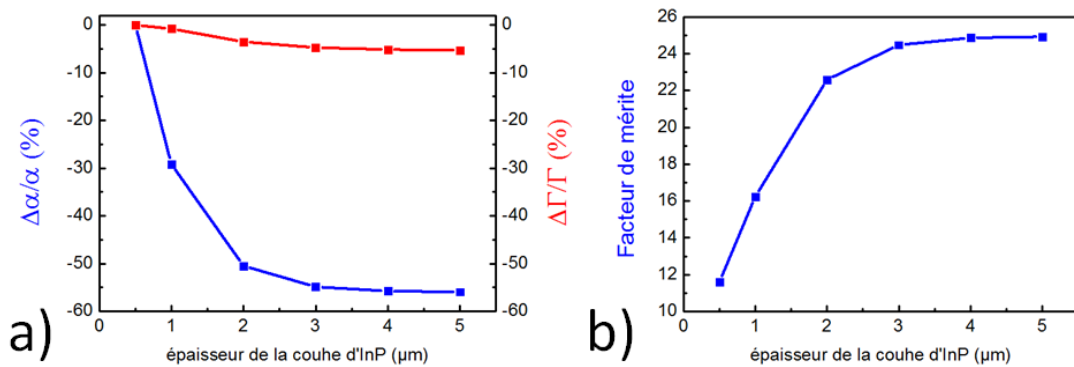 0
-10
-20
-30
-40
-50
-60
0
-10
-20
-30
-40
-50
-60
Δα/α (%)
ΔΓ/Γ (%)
0 1 2 3 4 5
épaisseur de la couhe d'InP (µm)
a)
26
24
22
20
18
16
14
12
10
Facteur de mérite
0 1 2 3 4 5
épaisseur de la couhe d'InP (µm)
b)